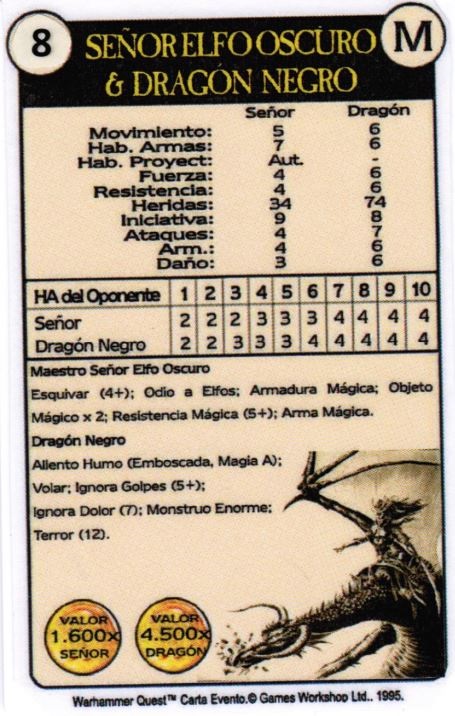 8
SEÑOR ELFO OSCURO
& DRAGÓN NEGRO
M
Señor Dragón
Movimiento: 5 6
Hab. Armas: 7 6
Hab. Proyect: Aut. -
Fuerza: 4 6
Resistencia: 4 6
Heridas: 34 74
Iniciativa: 9 8
Ataques: 4 7
Arm.: 4 6
Daño: 3 6
HA del Oponente 1 2 3 4 5 6 7 8 9 10
Señor 2 2 2 3 3 3 4 4 4 4
Dragón Negro 2 2 3 3 3 4 4 4 4 4
Maestro Señor Elfo Oscuro
Esquivar (4+); Odio a Elfos; Armadura Mágica; Objeto
Mágico x 2; Resistencia Mágica (5+); Arma Mágica.
Dragón Negro
Aliento Humo (Emboscada, Magia A);
Volar; Ignora Golpes (5+);
Ignora Dolor (7); Monstruo Enorme;
Terror (12).
VALOR
1.600x
SEÑOR
VALOR
4.500x
DRAGÓN
Warhammer Quest™ Carta Evento.© Games Workshop Ltd.. 1995.